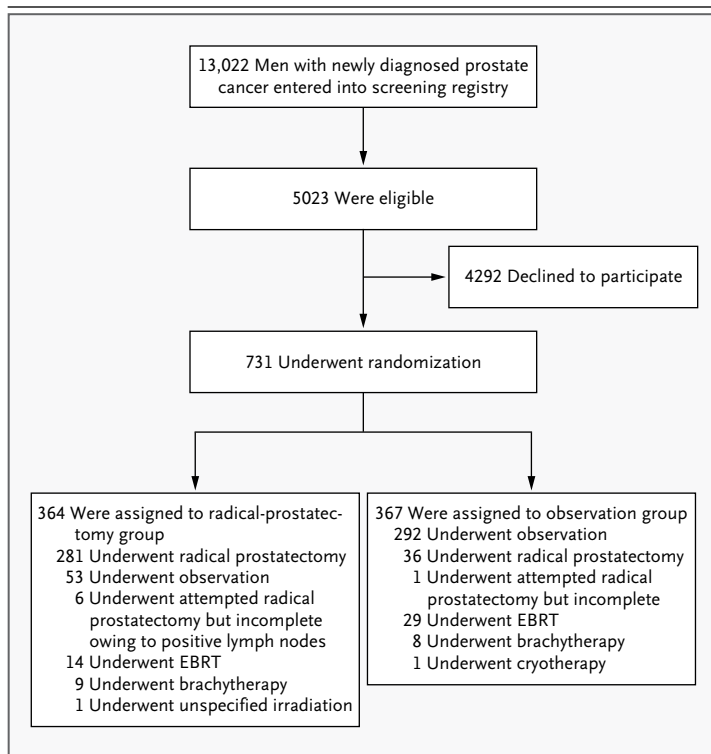 13,022 Men with newly diagnosed prostate
cancer entered into screening registry
5023 Were eligible
4292 Declined to participate
731 Underwent randomization
364 Were assigned to radical-prostatec-
tomy group
281 Underwent radical prostatectomy
53 Underwent observation
6 Underwent attempted radical
prostatectomy but incomplete
owing to positive lymph nodes
14 Underwent EBRT
9 Underwent brachytherapy
1 Underwent unspecified irradiation
367 Were assigned to observation group
292 Underwent observation
36 Underwent radical prostatectomy
1 Underwent attempted radical
prostatectomy but incomplete
29 Underwent EBRT
8 Underwent brachytherapy
1 Underwent cryotherapy